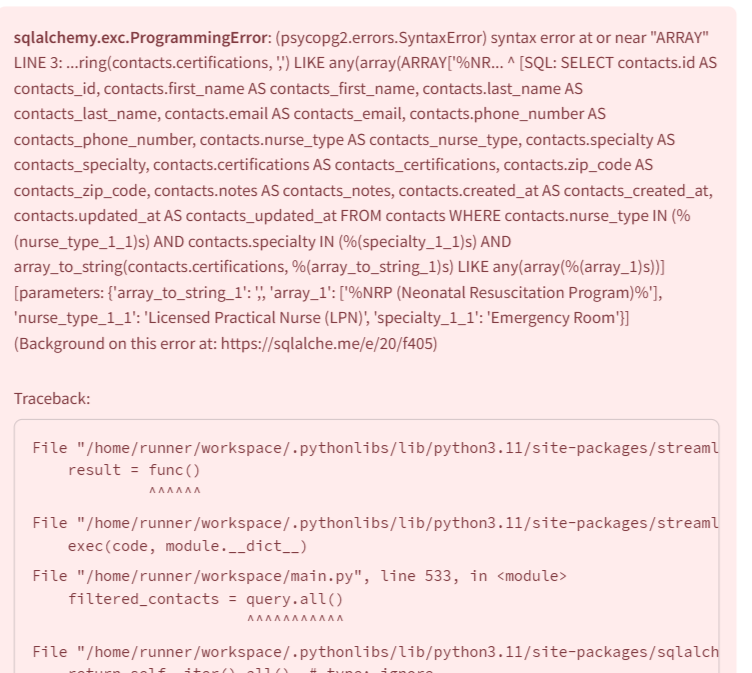 sqlalchemy.exc.ProgrammingError: (psycopg2.errors.SyntaxError) syntax error at or near "ARRAY"
LINE 3: ...ring(contacts.certifications, ',') LIKE any(array(ARRAY['%NR... ^ [SQL: SELECT contacts.id AS
contacts_id, contacts.first_name AS contacts_first_name, contacts.last_name AS
contacts_last_name, contacts.email AS contacts_email, contacts.phone_number AS
contacts_phone_number, contacts.nurse_type AS contacts_nurse_type, contacts.specialty AS
contacts_specialty, contacts.certifications AS contacts_certifications, contacts.zip_code AS
contacts_zip_code, contacts.notes AS contacts_notes, contacts.created_at AS contacts_created_at,
contacts.updated_at AS contacts_updated_at FROM contacts WHERE contacts.nurse_type IN (%
(nurse_type_1_1)s) AND contacts.specialty IN (%(specialty_1_1)s) AND
array_to_string(contacts.certifications, %(array_to_string_1)s) LIKE any(array(%(array_1)s))]
[parameters: {'array_to_string_1': ',', 'array_1': ['%NRP (Neonatal Resuscitation Program)%'],
'nurse_type_1_1': 'Licensed Practical Nurse (LPN)', 'specialty_1_1': 'Emergency Room'}]
(Background on this error at: https://sqlalche.me/e/20/f405)
Traceback:
File "/home/runner/workspace/.pythonlibs/lib/python3.11/site-packages/streaml
result = func()
^^^^^^
File "/home/runner/workspace/.pythonlibs/lib/python3.11/site-packages/streaml
exec(code, module.__dict__)
File "/home/runner/workspace/main.py", line 533, in <module>
filtered_contacts = query.all()
^^^^^^^^^^^
File "/home/runner/workspace/.pythonlibs/lib/python3.11/site-packages/sqlalch
return self._iter().all()  # type: ignore